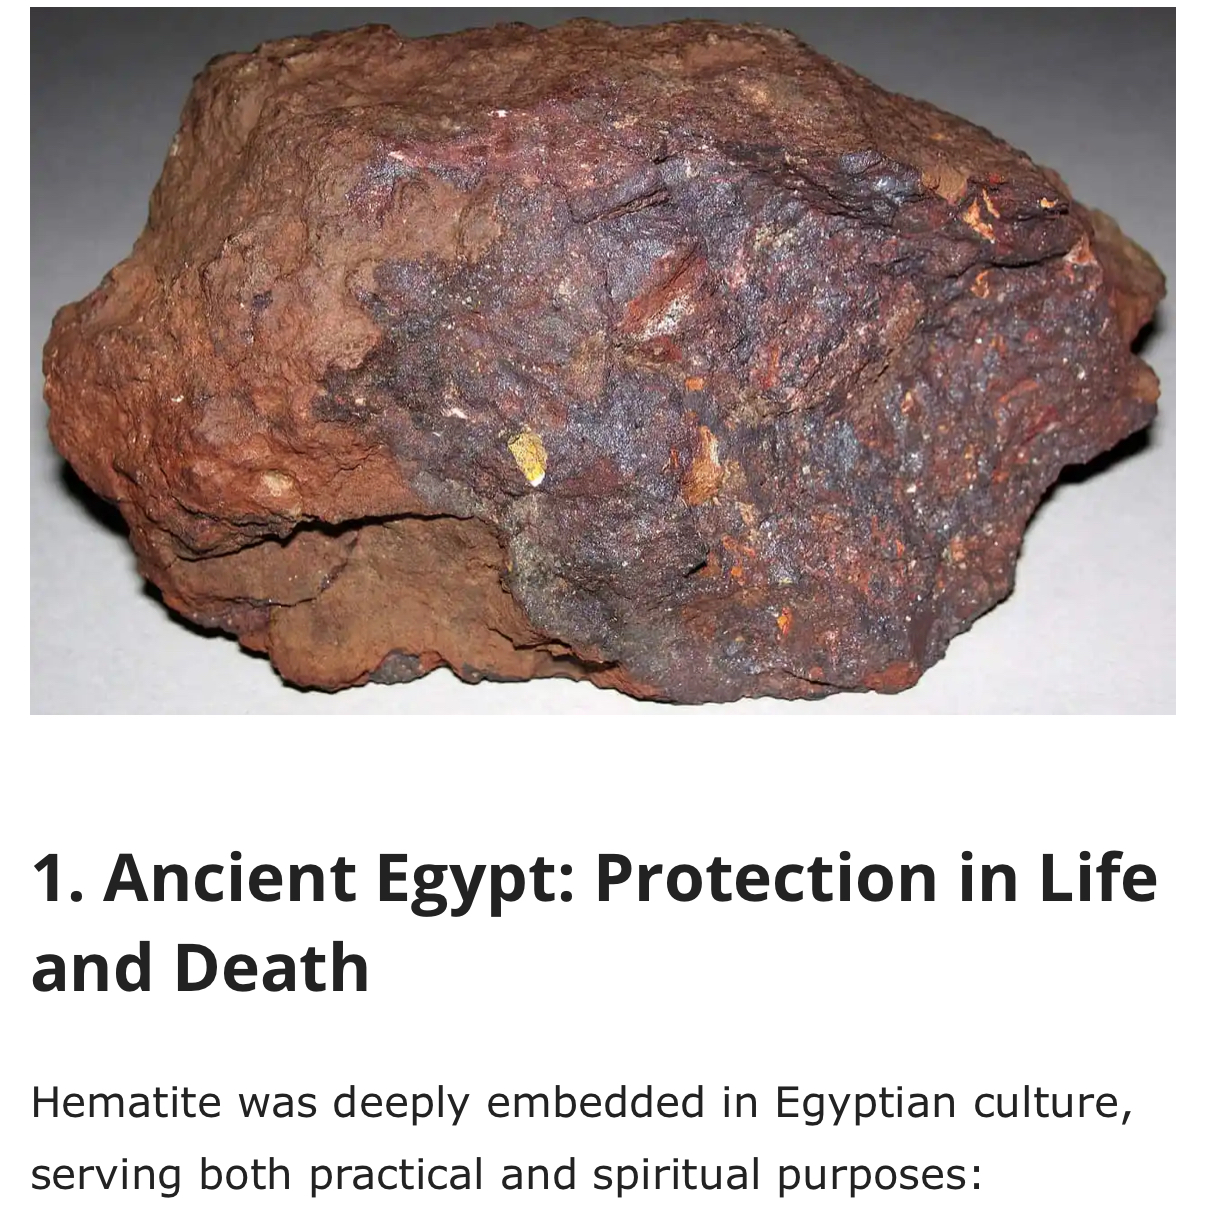 1. Ancient Egypt: Protection in Life
and Death
Hematite was deeply embedded in Egyptian culture,
serving both practical and spiritual purposes: